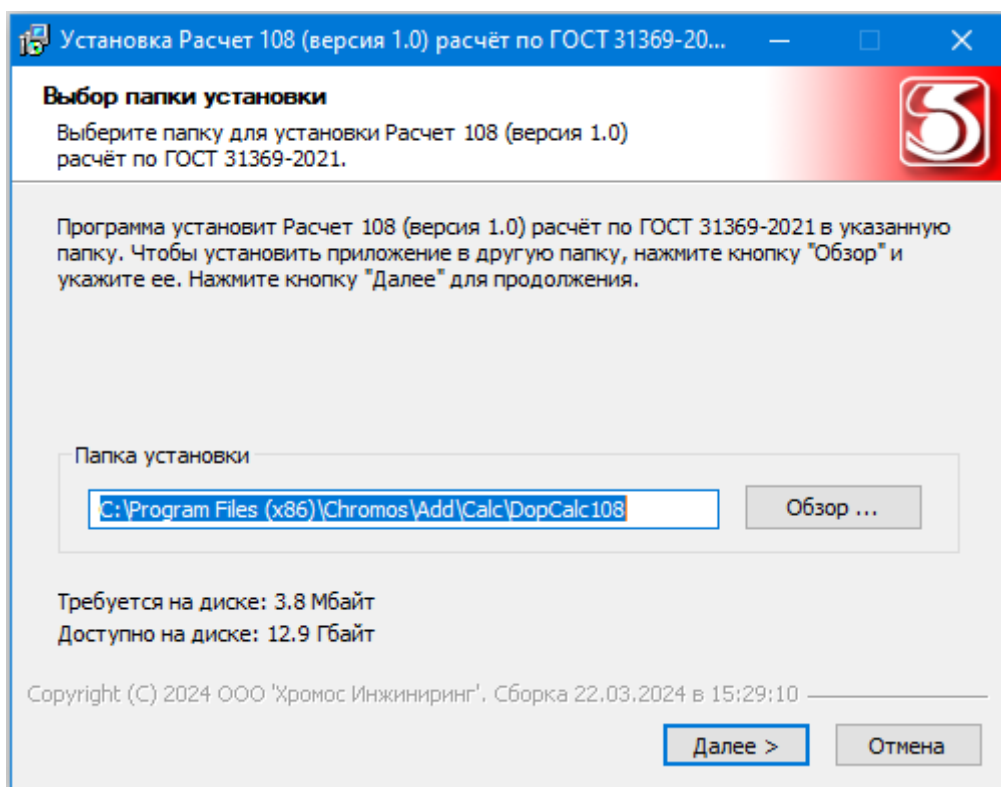 Установка Расчет 108 (версия 1.0) расчёт по ГОСТ 31369-20...
Выбор папки установки
Выберите папку для установки Расчет 108 (версия 1.0)
расчёт по ГОСТ 31369-2021.
Программа установит Расчет 108 (версия 1.0) расчёт по ГОСТ 31369-2021 в указанную
папку. Чтобы установить приложение в другую папку, нажмите кнопку "Обзор" и
укажите ее. Нажмите кнопку "Далее" для продолжения.
Папка установки
C:\Program Files (x86)\Chromos\Add\Calc\DopCalc108
Обзор ...
Требуется на диске: 3.8 Мбайт
Доступно на диске: 12.9 Гбайт
Copyright (C) 2024 ООО 'Хромос Инжиниринг'. Сборка 22.03.2024 в 15:29:10
Далее >
Отмена